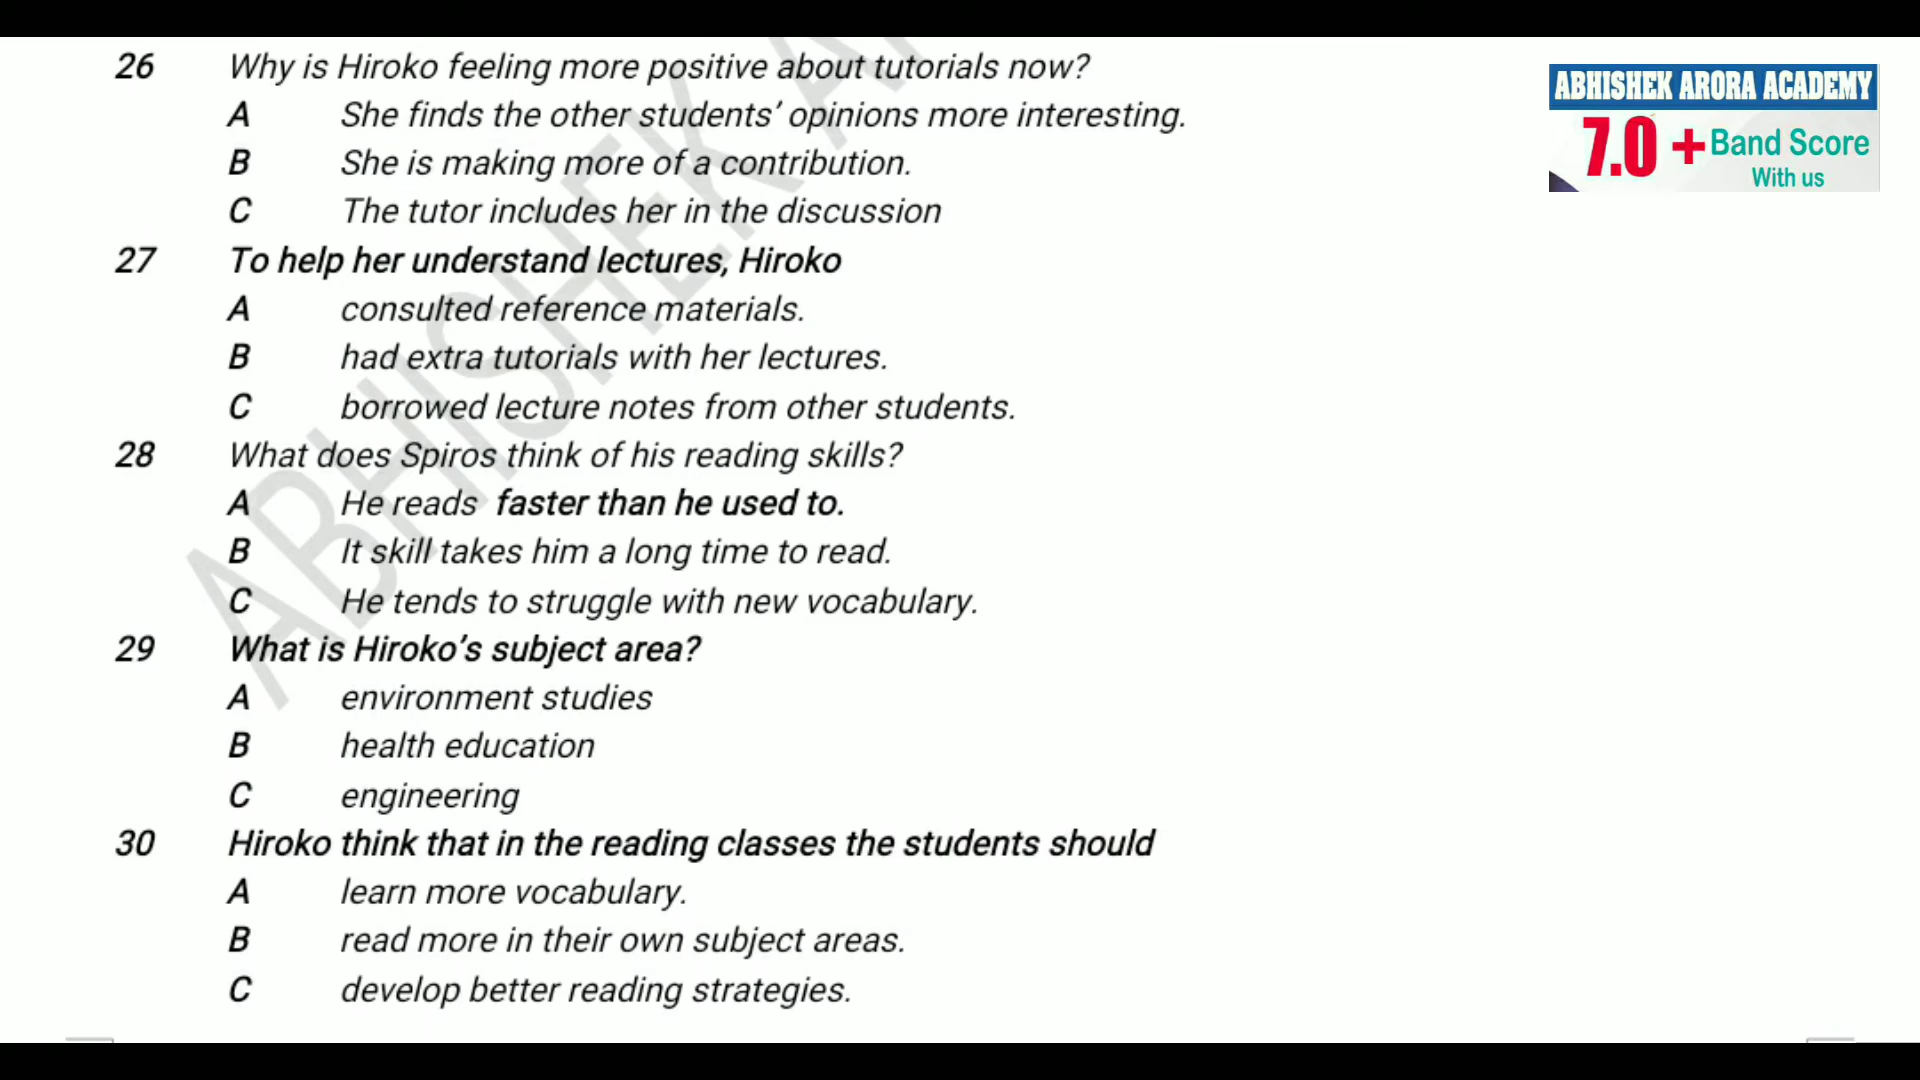 26 Why is Hiroko feeling more positive about tutorials now?
A She finds the other students’ opinions more interesting.
B She is making more of a contribution.
C The tutor includes her in the discussion
27 To help her understand lectures, Hiroko
A consulted reference materials.
B had extra tutorials with her lectures.
C borrowed lecture notes from other students.
28 What does Spiros think of his reading skills?
A He reads faster than he used to.
B It skill takes him a long time to read.
C He tends to struggle with new vocabulary.
29 What is Hiroko’s subject area?
A environment studies
B health education
C engineering
30 Hiroko think that in the reading classes the students should
A learn more vocabulary.
B read more in their own subject areas.
C develop better reading strategies.
ABHISHEK ARORA ACADEMY
7.0 + Band Score
With us
ABHISHEK